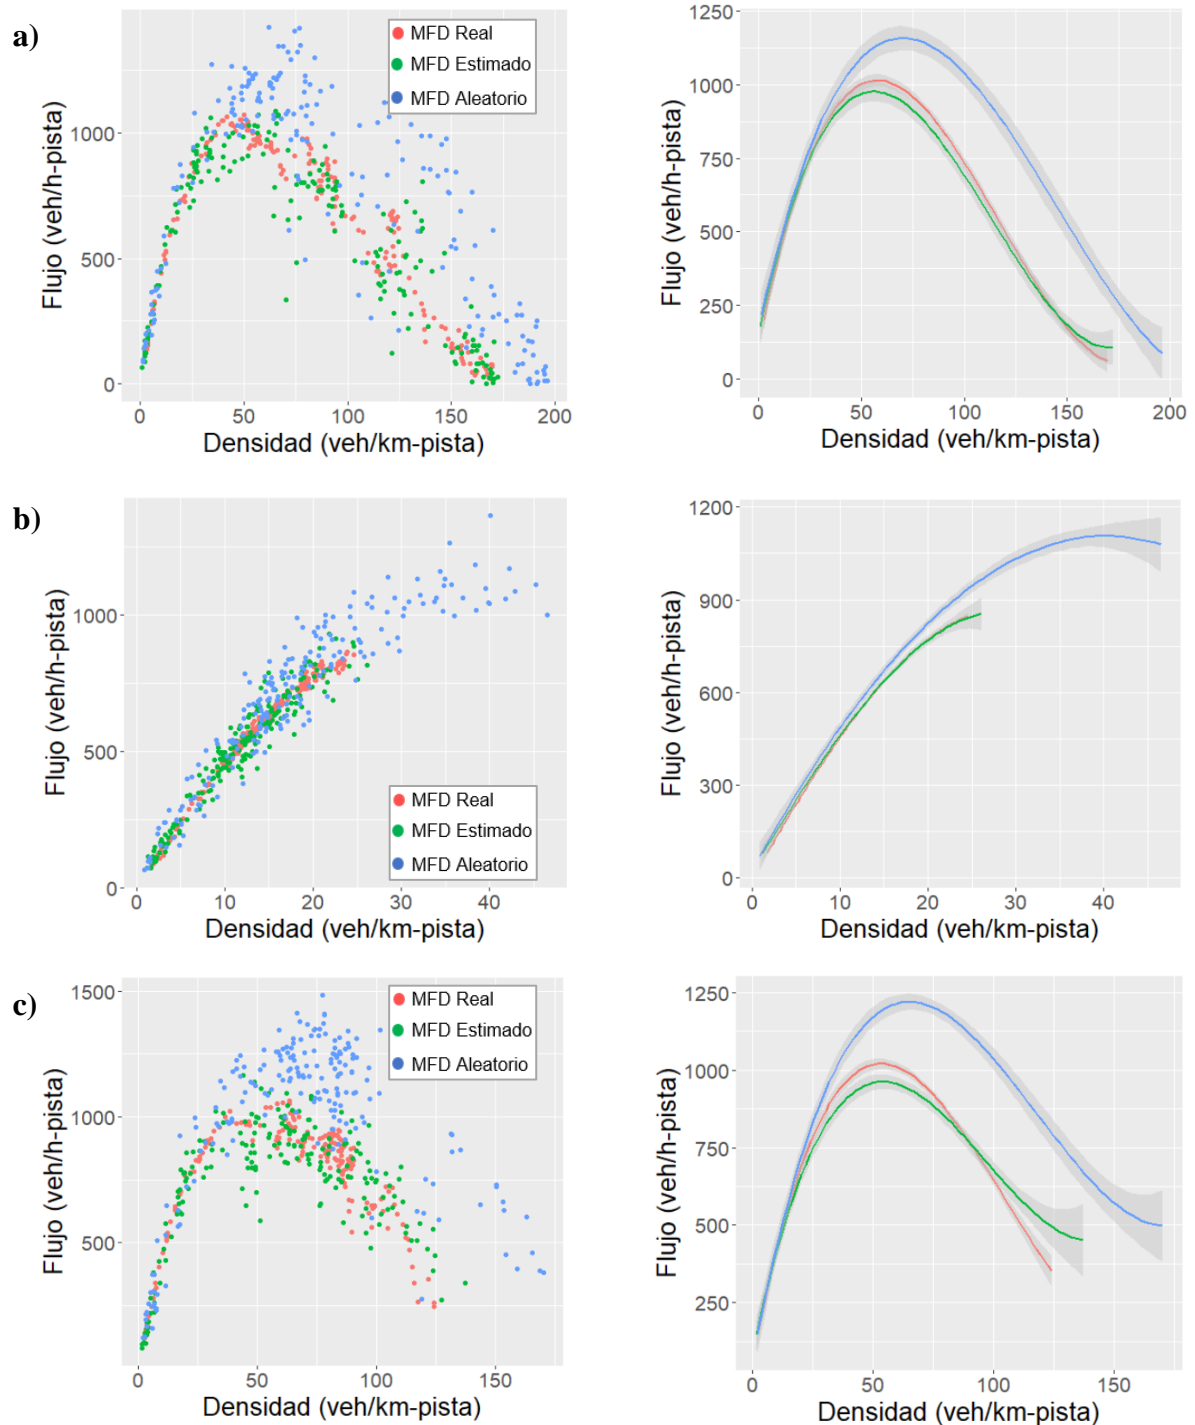 a)
MFD Real
MFD Estimado
MFD Aleatorio
Flujo (veh/h-pista)
1000
500
0
0 50 100 150 200
Densidad (veh/km-pista)
Flujo (veh/h-pista)
1250
1000
750
500
250
0
0 50 100 150 200
Densidad (veh/km-pista)
b)
Flujo (veh/h-pista)
1000
500
0
MFD Real
MFD Estimado
MFD Aleatorio
0 10 20 30 40
Densidad (veh/km-pista)
Flujo (veh/h-pista)
1200
900
600
300
0
0 10 20 30 40
Densidad (veh/km-pista)
c)
MFD Real
MFD Estimado
MFD Aleatorio
Flujo (veh/h-pista)
1500
1000
500
0 50 100 150
Densidad (veh/km-pista)
Flujo (veh/h-pista)
1250
1000
750
500
250
0 50 100 150
Densidad (veh/km-pista)